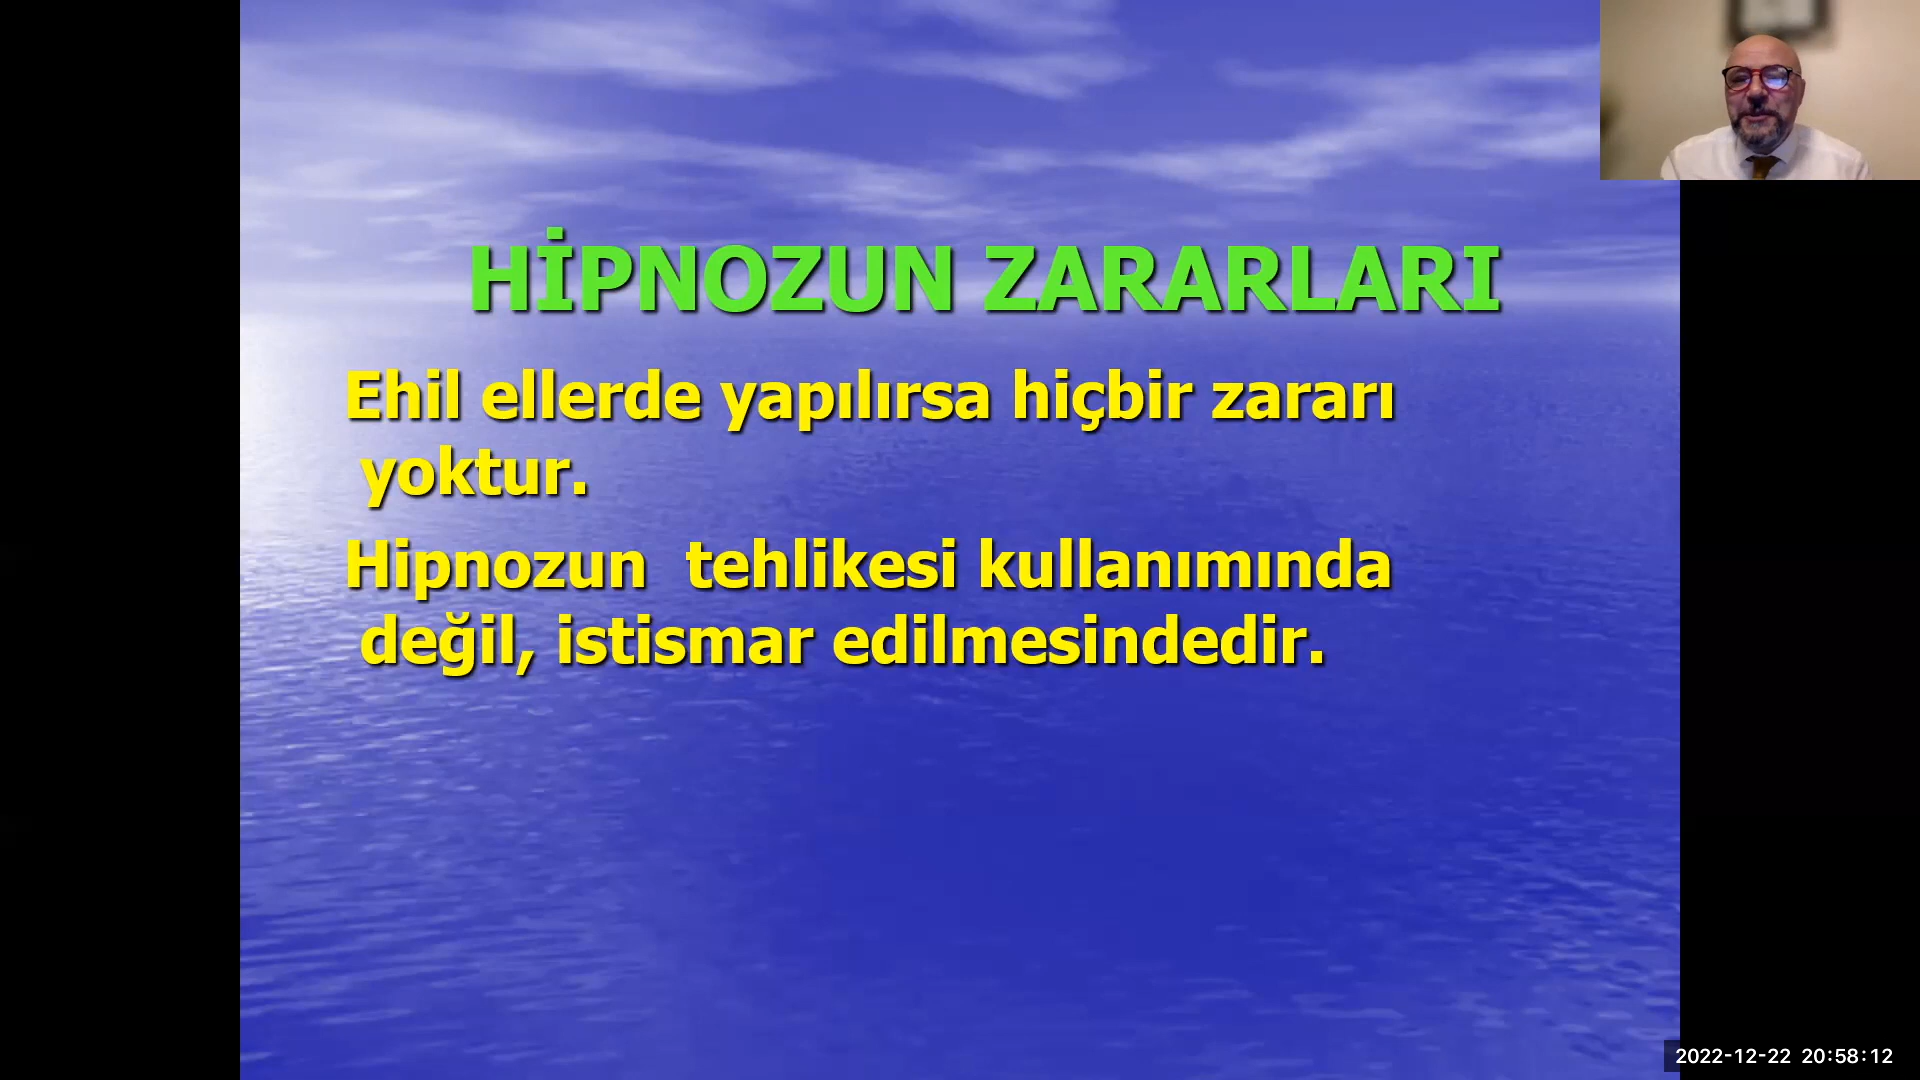 HİPNOZUN ZARARLARI
Ehil ellerde yapılırsa hiçbir zararı
yoktur.
Hipnozun  tehlikesi kullanımında
değil, istismar edilmesindedir.
2022-12-22 20:58:12